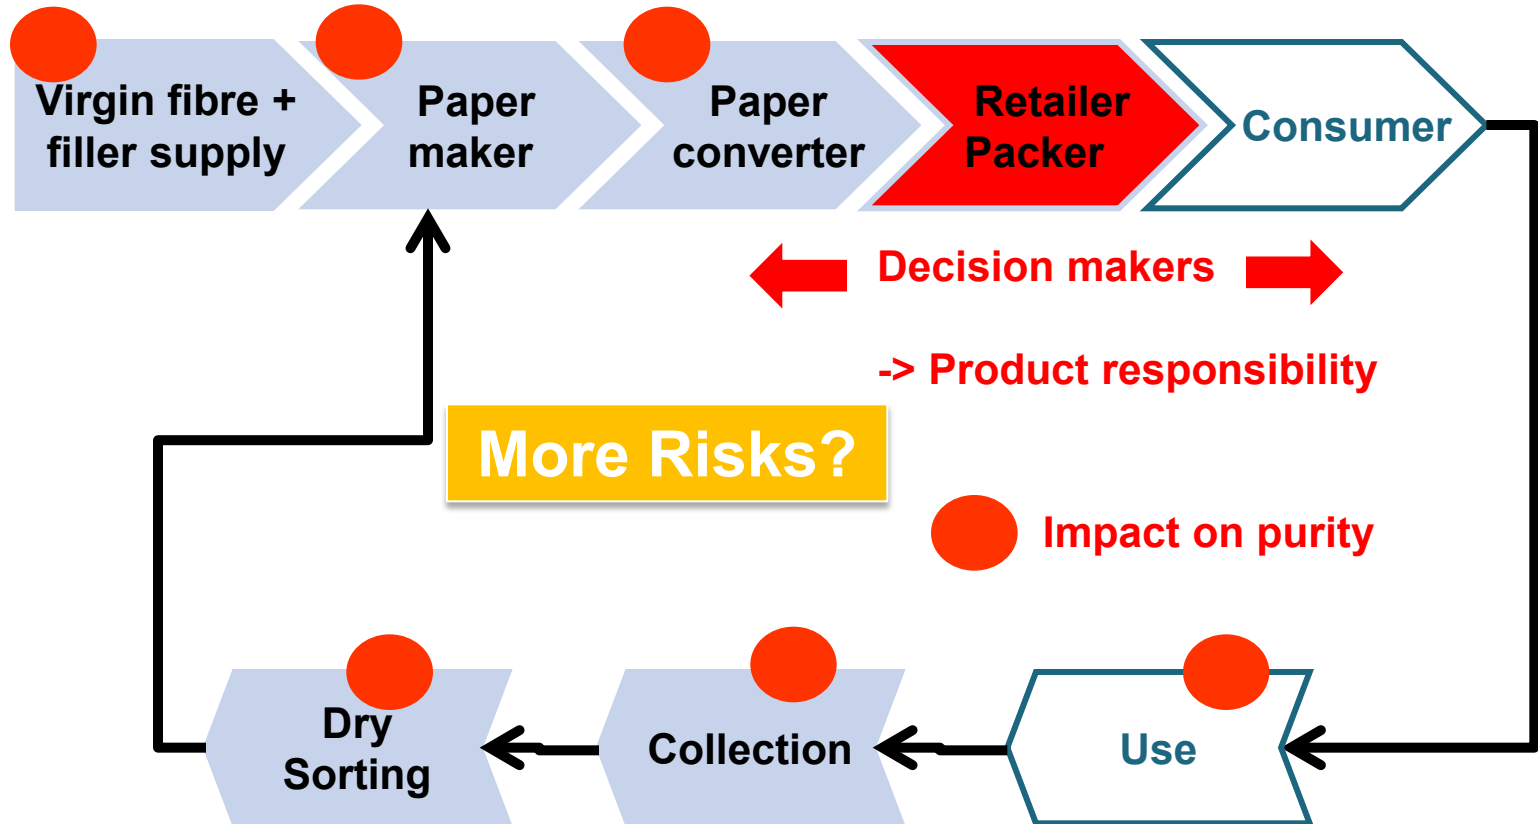 Virgin fibre +
filler supply
Paper
maker
Paper
converter
Retailer
Packer
Consumer
Decision makers
-> Product responsibility
More Risks?
Impact on purity
Dry
Sorting
Collection
Use